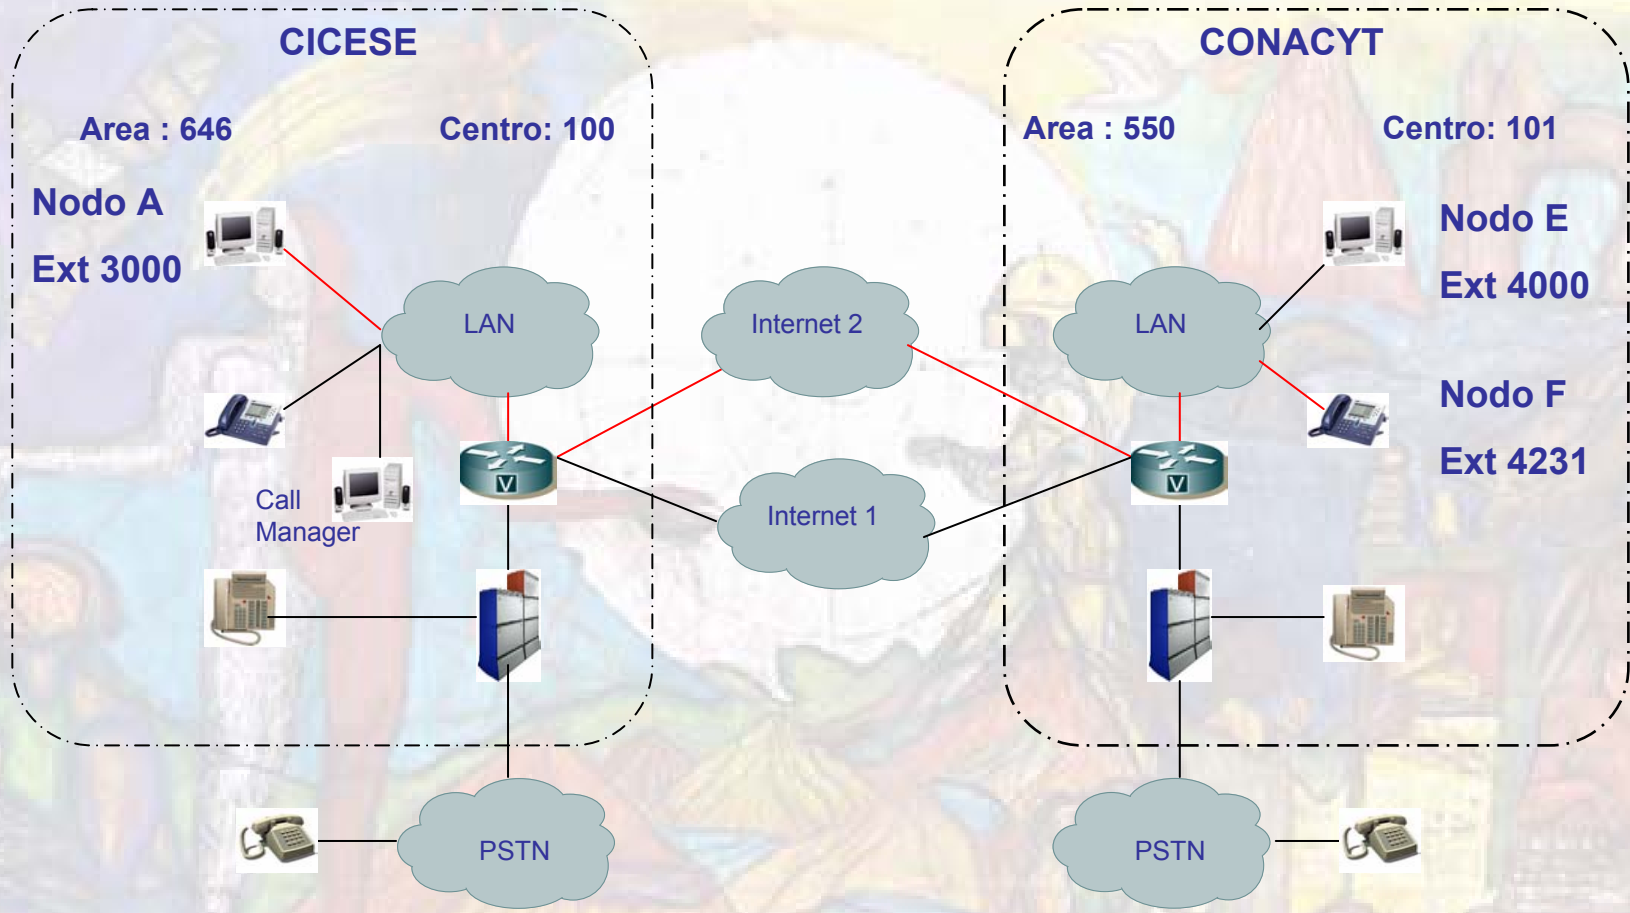 CICESE
CONACYT
Area : 646
Centro: 100
Area : 550
Centro: 101
Nodo A
Ext 3000
Nodo E
Ext 4000
LAN
Internet 2
LAN
Nodo F
Ext 4231
Call
Manager
V
Internet 1
V
PSTN
PSTN